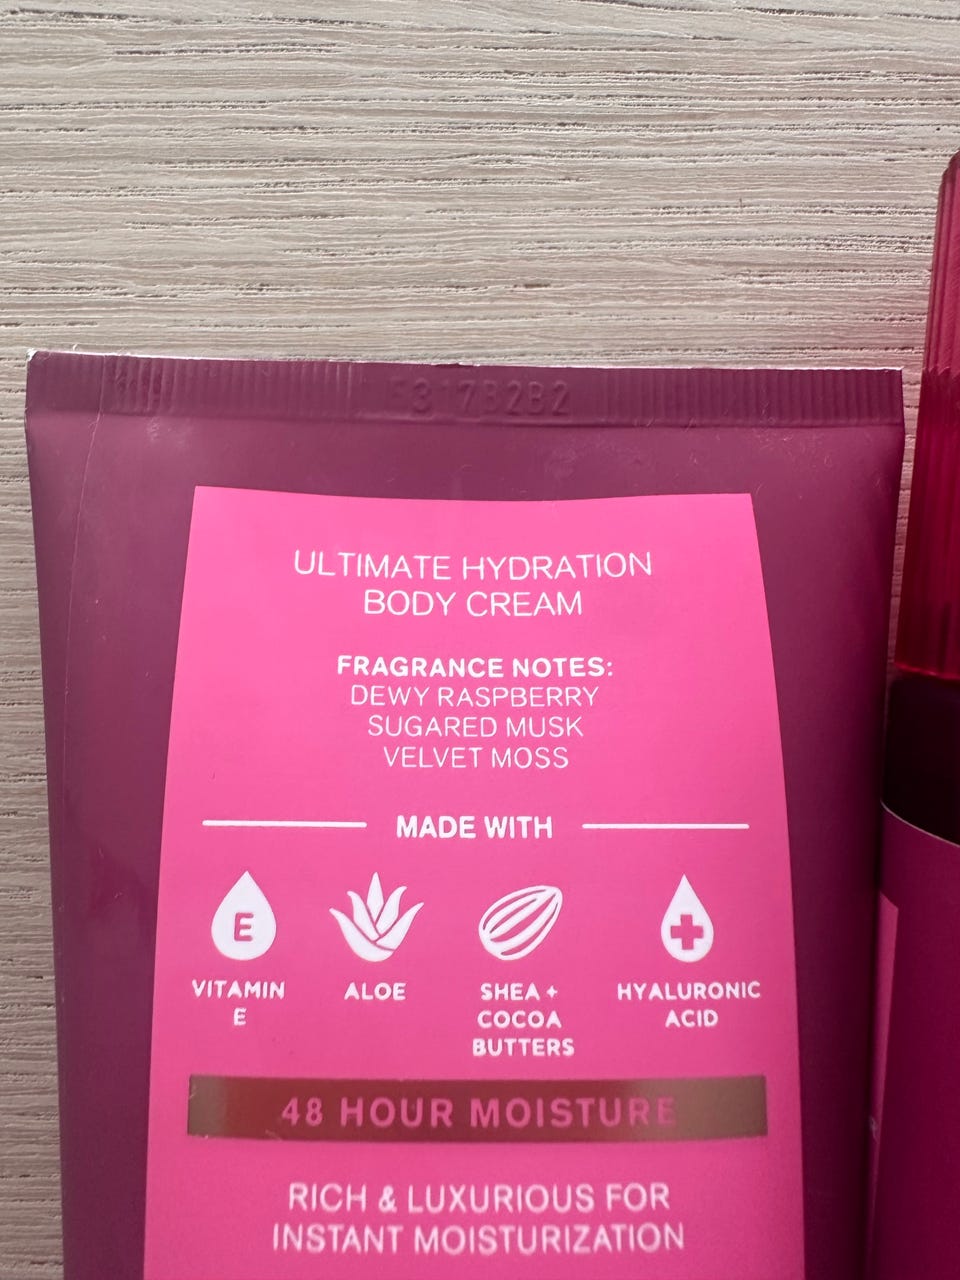 ULTIMATE HYDRATION
BODY CREAM
FRAGRANCE NOTES:
DEWY RASPBERRY
SUGARED MUSK
VELVET MOSS
MADE WITH
E
VITAMIN
E
ALOE
SHEA +
COCOA
BUTTERS
HYALURONIC
ACID
48 HOUR MOISTURE
RICH & LUXURIOUS FOR
INSTANT MOISTURIZATION